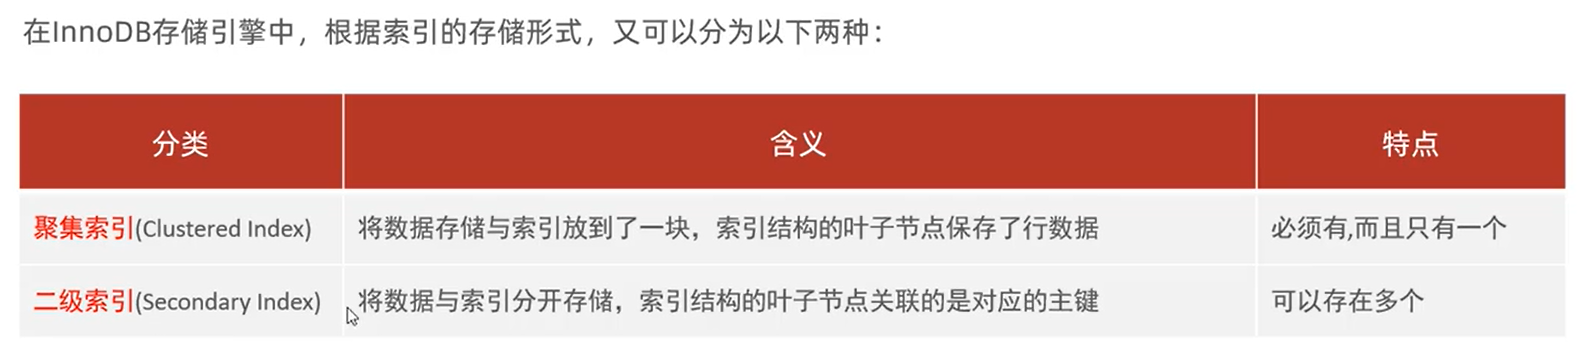 在InnoDB存储引擎中，根据索引的存储形式，又可以分为以下两种：
分类 含义 特点
聚集索引(Clustered Index) 将数据存储与索引放到了一块，索引结构的叶子节点保存了行数据 必须有,而且只有一个
二级索引(Secondary Index) 将数据与索引分开存储，索引结构的叶子节点关联的是对应的主键 可以存在多个